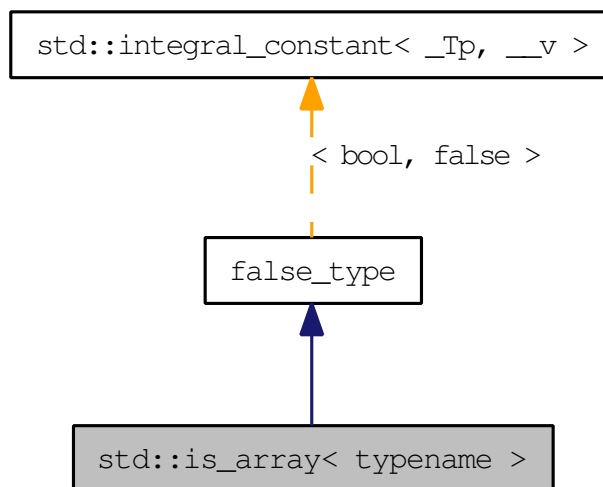 std::integral_constant< _Tp, __v >
< bool, false >
false_type
std::is_array< typename >